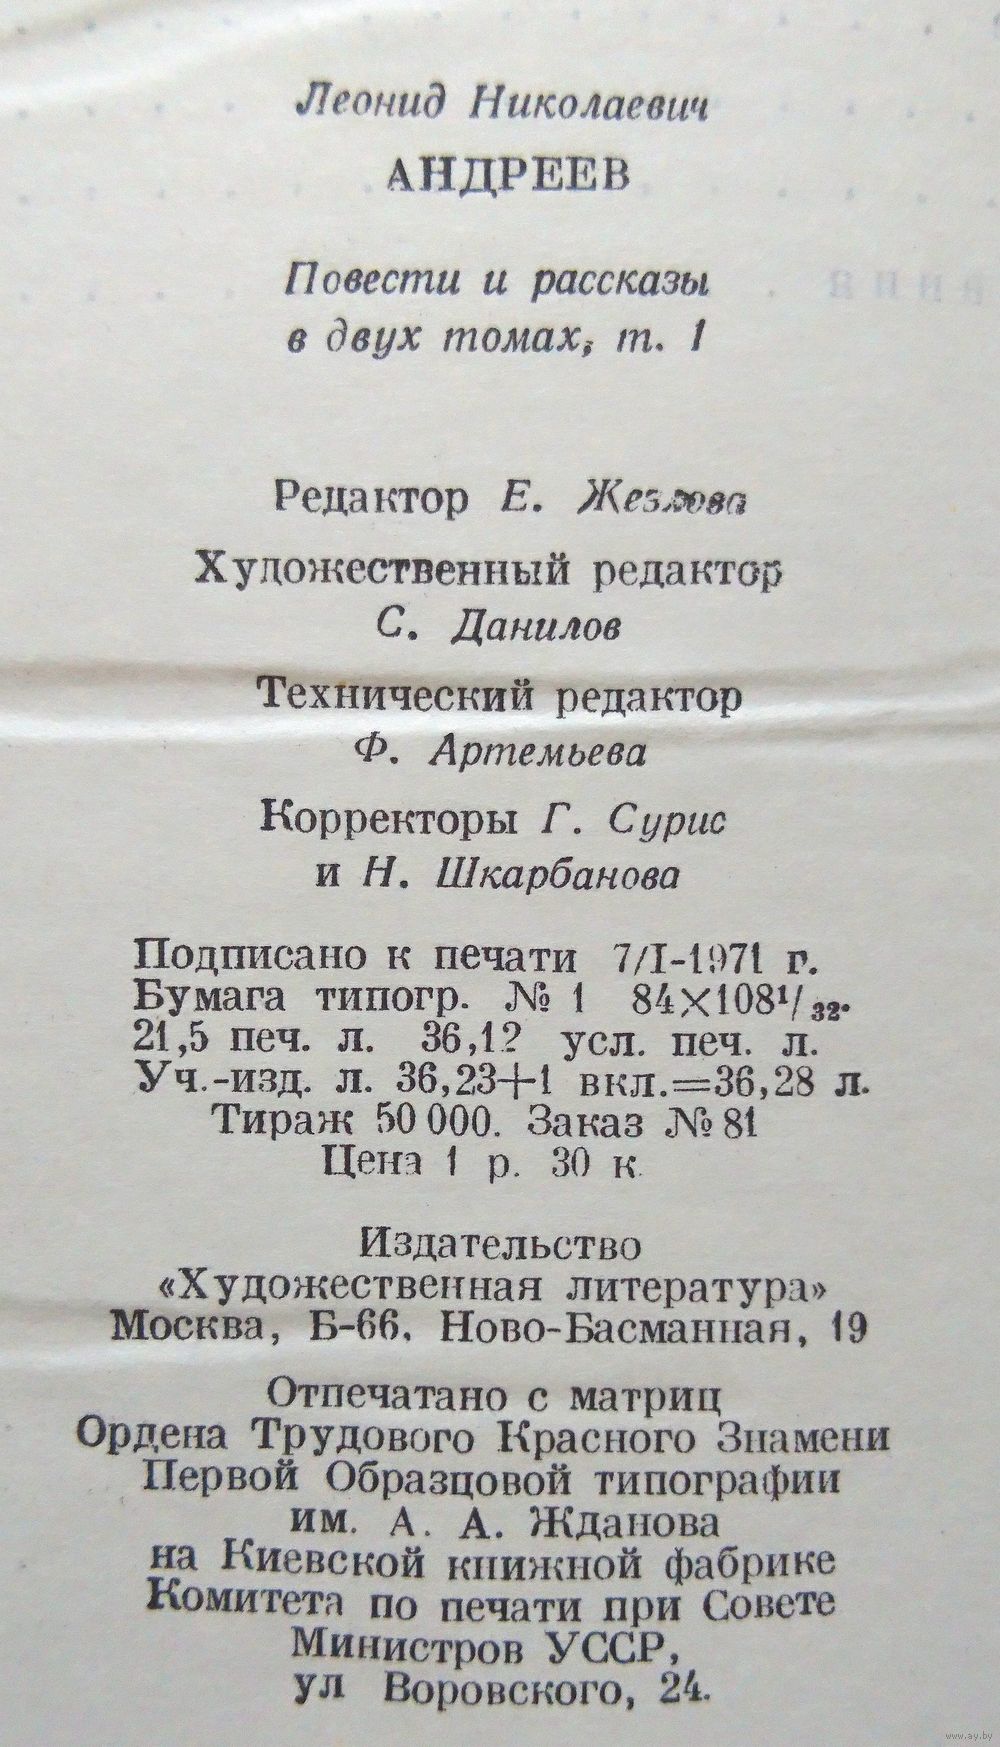 Леонид Николаевич
АНДРЕЕВ
Повести и рассказы
в двух томах, т. 1
Редактор Е. Жезлова
Художественный редактор
С. Данилов
Технический редактор
Ф. Артемьева
Корректоры Г. Сурис
и Н. Шкарбанова
Подписано к печати 7/I-1971 г.
Бумага типогр. № 1 84×108¹/₃₂.
21,5 печ. л. 36,12 усл. печ. л.
Уч.-изд. л. 36,23+1 вкл.=36,28 л.
Тираж 50 000. Заказ № 81
Цена 1 р. 30 к
Издательство
«Художественная литература»
Москва, Б-66. Ново-Басманная, 19
Отпечатано с матриц
Ордена Трудового Красного Знамени
Первой Образцовой типографии
им. А. А. Жданова
на Киевской книжной фабрике
Комитета по печати при Совете
Министров УССР,
ул Воровского, 24.
www.ay.by